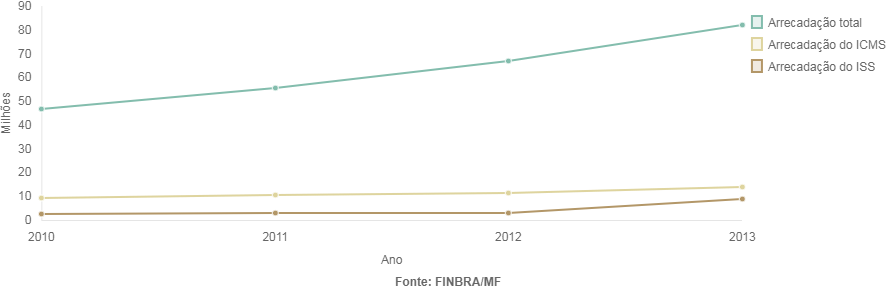 90
80
70
60
50
40
30
20
10
0
Milhões
2010
2011
2012
2013
Ano
Arrecadação total
Arrecadação do ICMS
Arrecadação do ISS
Fonte: FINBRA/MF